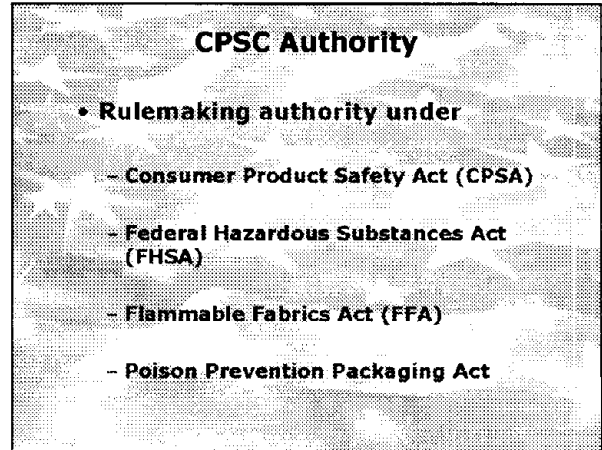 CPSC Authority
• Rulemaking authority under
– Consumer Product Safety Act (CPSA)
– Federal Hazardous Substances Act
(FHSA)
– Flammable Fabrics Act (FFA)
– Poison Prevention Packaging Act